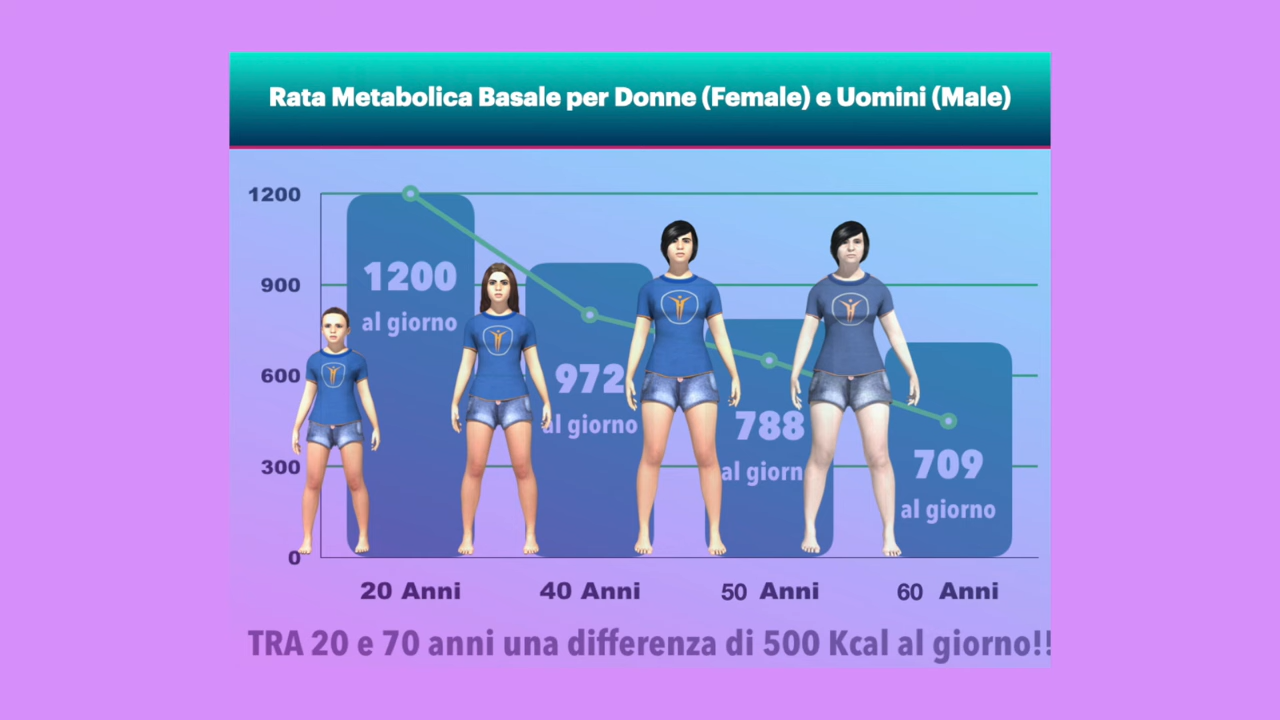 Rata Metabolica Basale per Donne (Female) e Uomini (Male)
1200
900
600
300
0
1200
al giorno
972
al giorno
788
al giorn
709
al giorno
20 Anni
40 Anni
50 Anni
60 Anni
TRA 20 e 70 anni una differenza di 500 Kcal al giorno!!